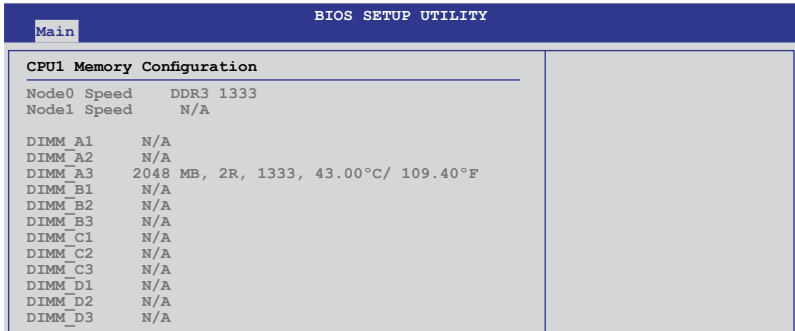 BIOS SETUP UTILITY
Main
CPU1 Memory Configuration
Node0 Speed DDR3 1333
Node1 Speed N/A
DIMM_A1 N/A
DIMM_A2 N/A
DIMM_A3 2048 MB, 2R, 1333, 43.00°C/ 109.40°F
DIMM_B1 N/A
DIMM_B2 N/A
DIMM_B3 N/A
DIMM_C1 N/A
DIMM_C2 N/A
DIMM_C3 N/A
DIMM_D1 N/A
DIMM_D2 N/A
DIMM_D3 N/A